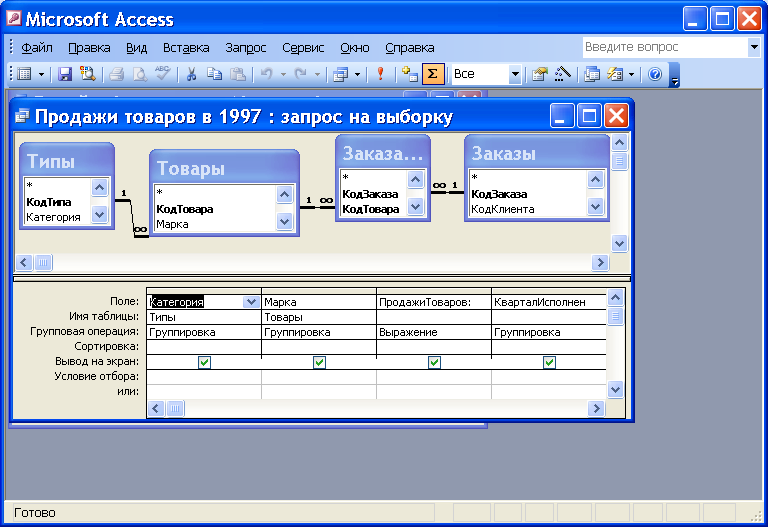 Microsoft Access
Файл Правка Вид Вставка Запрос Сервис Окно Справка Введите вопрос
Σ Все
Продажи товаров в 1997 : запрос на выборку
Типы
*
КодТипа
Категория
1
∞
Товары
*
КодТовара
Марка
1 ∞
Заказа...
*
КодЗаказа
КодТовара
∞ 1
Заказы
*
КодЗаказа
КодКлиента
Поле: Категория Марка ПродажиТоваров: КварталИсполнен
Имя таблицы: Типы Товары
Групповая операция: Группировка Группировка Выражение Группировка
Сортировка:
Вывод на экран:
Условие отбора:
или:
Готово